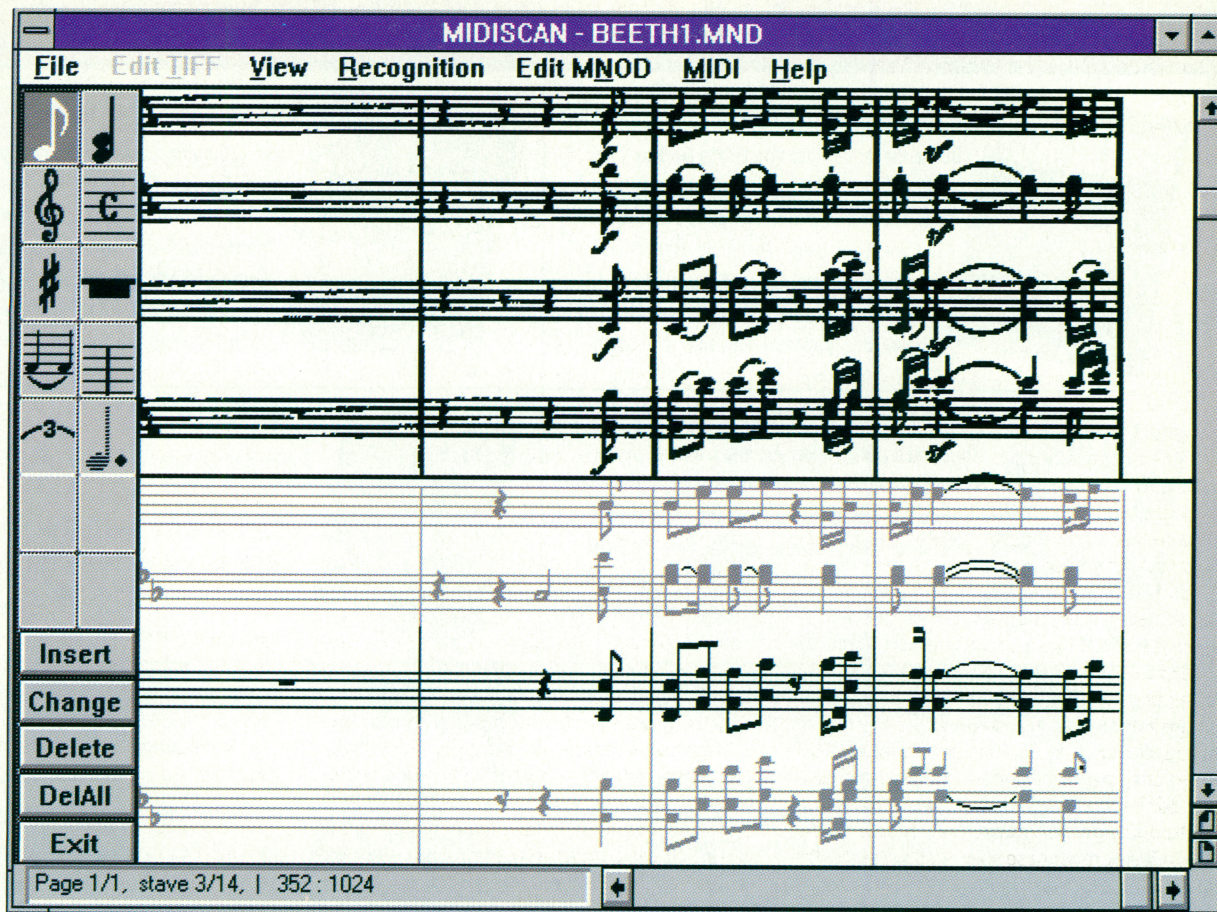 MIDISCAN - BEETH1.MND
File Edit TIFF View Recognition Edit MNOD MIDI Help
C
3
Insert
Change
Delete
DelAll
Exit
Page 1/1, stave 3/14, | 352 : 1024